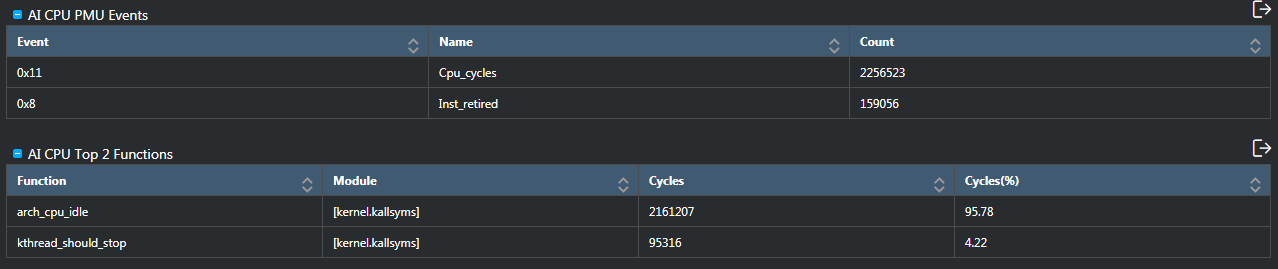 AI CPU PMU Events
Event Name Count
0x11 Cpu_cycles 2256523
0x8 Inst_retired 159056
AI CPU Top 2 Functions
Function Module Cycles Cycles(%)
arch_cpu_idle [kernel.kallsyms] 2161207 95.78
kthread_should_stop [kernel.kallsyms] 95316 4.22